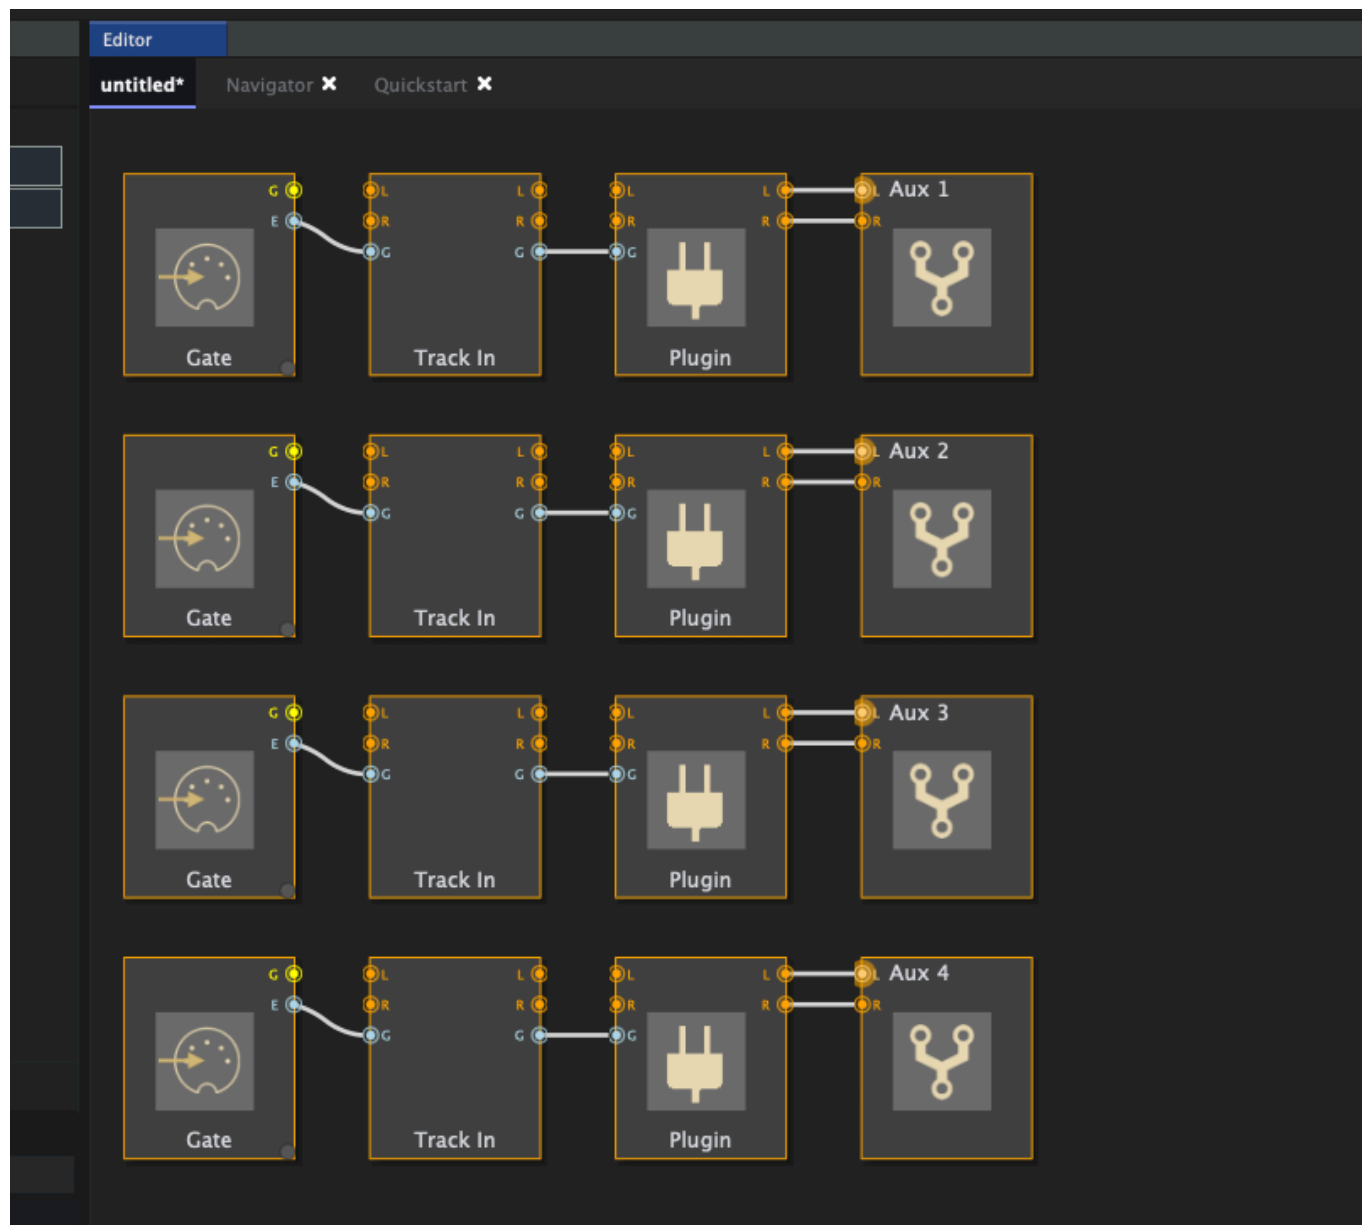 Editor
untitled* Navigator ✖ Quickstart ✖
G L L L L L Aux 1
E R R R R R
G G G
Gate Track In Plugin
G L L L L L Aux 2
E R R R R R
G G G
Gate Track In Plugin
G L L L L L Aux 3
E R R R R R
G G G
Gate Track In Plugin
G L L L L L Aux 4
E R R R R R
G G G
Gate Track In Plugin